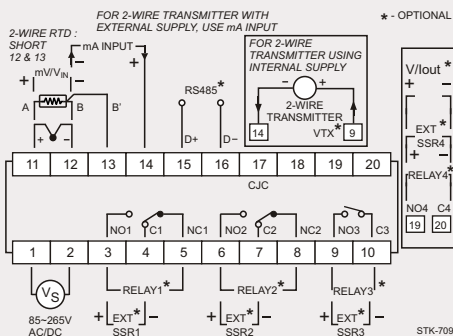 FOR 2-WIRE TRANSMITTER WITH
EXTERNAL SUPPLY, USE mA INPUT
* - OPTIONAL
2-WIRE RTD :
SHORT
12 & 13
mA INPUT
+ -
mV/VIN
+ -
A B B'
+ -
RS485*
D+ D-
FOR 2-WIRE
TRANSMITTER USING
INTERNAL SUPPLY
- +
2-WIRE
TRANSMITTER
14 VTX* 9
V/Iout *
+ -
EXT *
SSR4
+ -
RELAY4*
NO4 C4
19 20
11 12 13 14 15 16 17 18 19 20
CJC
NO1 C1 NC1 NO2 C2 NC2 NO3 C3
1 2 3 4 5 6 7 8 9 10
VS
85~265V
AC/DC
RELAY1* RELAY2* RELAY3*
+ EXT* - + EXT* - + EXT* -
SSR1 SSR2 SSR3
STK-709